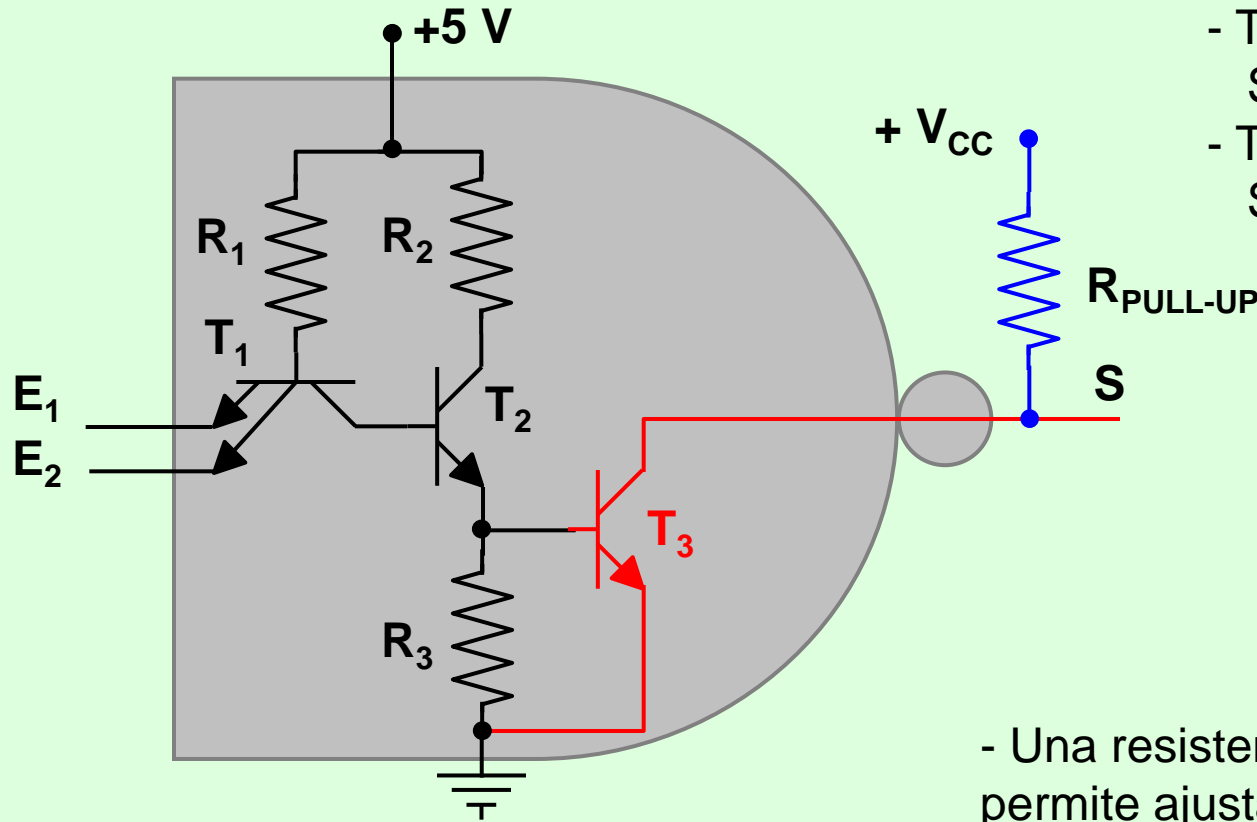 +5 V
- T
S
+ VCC
- T
S
R1
R2
RPULL-UP
T1
E1
T2
S
E2
T3
R3
- Una resister
permite ajusta